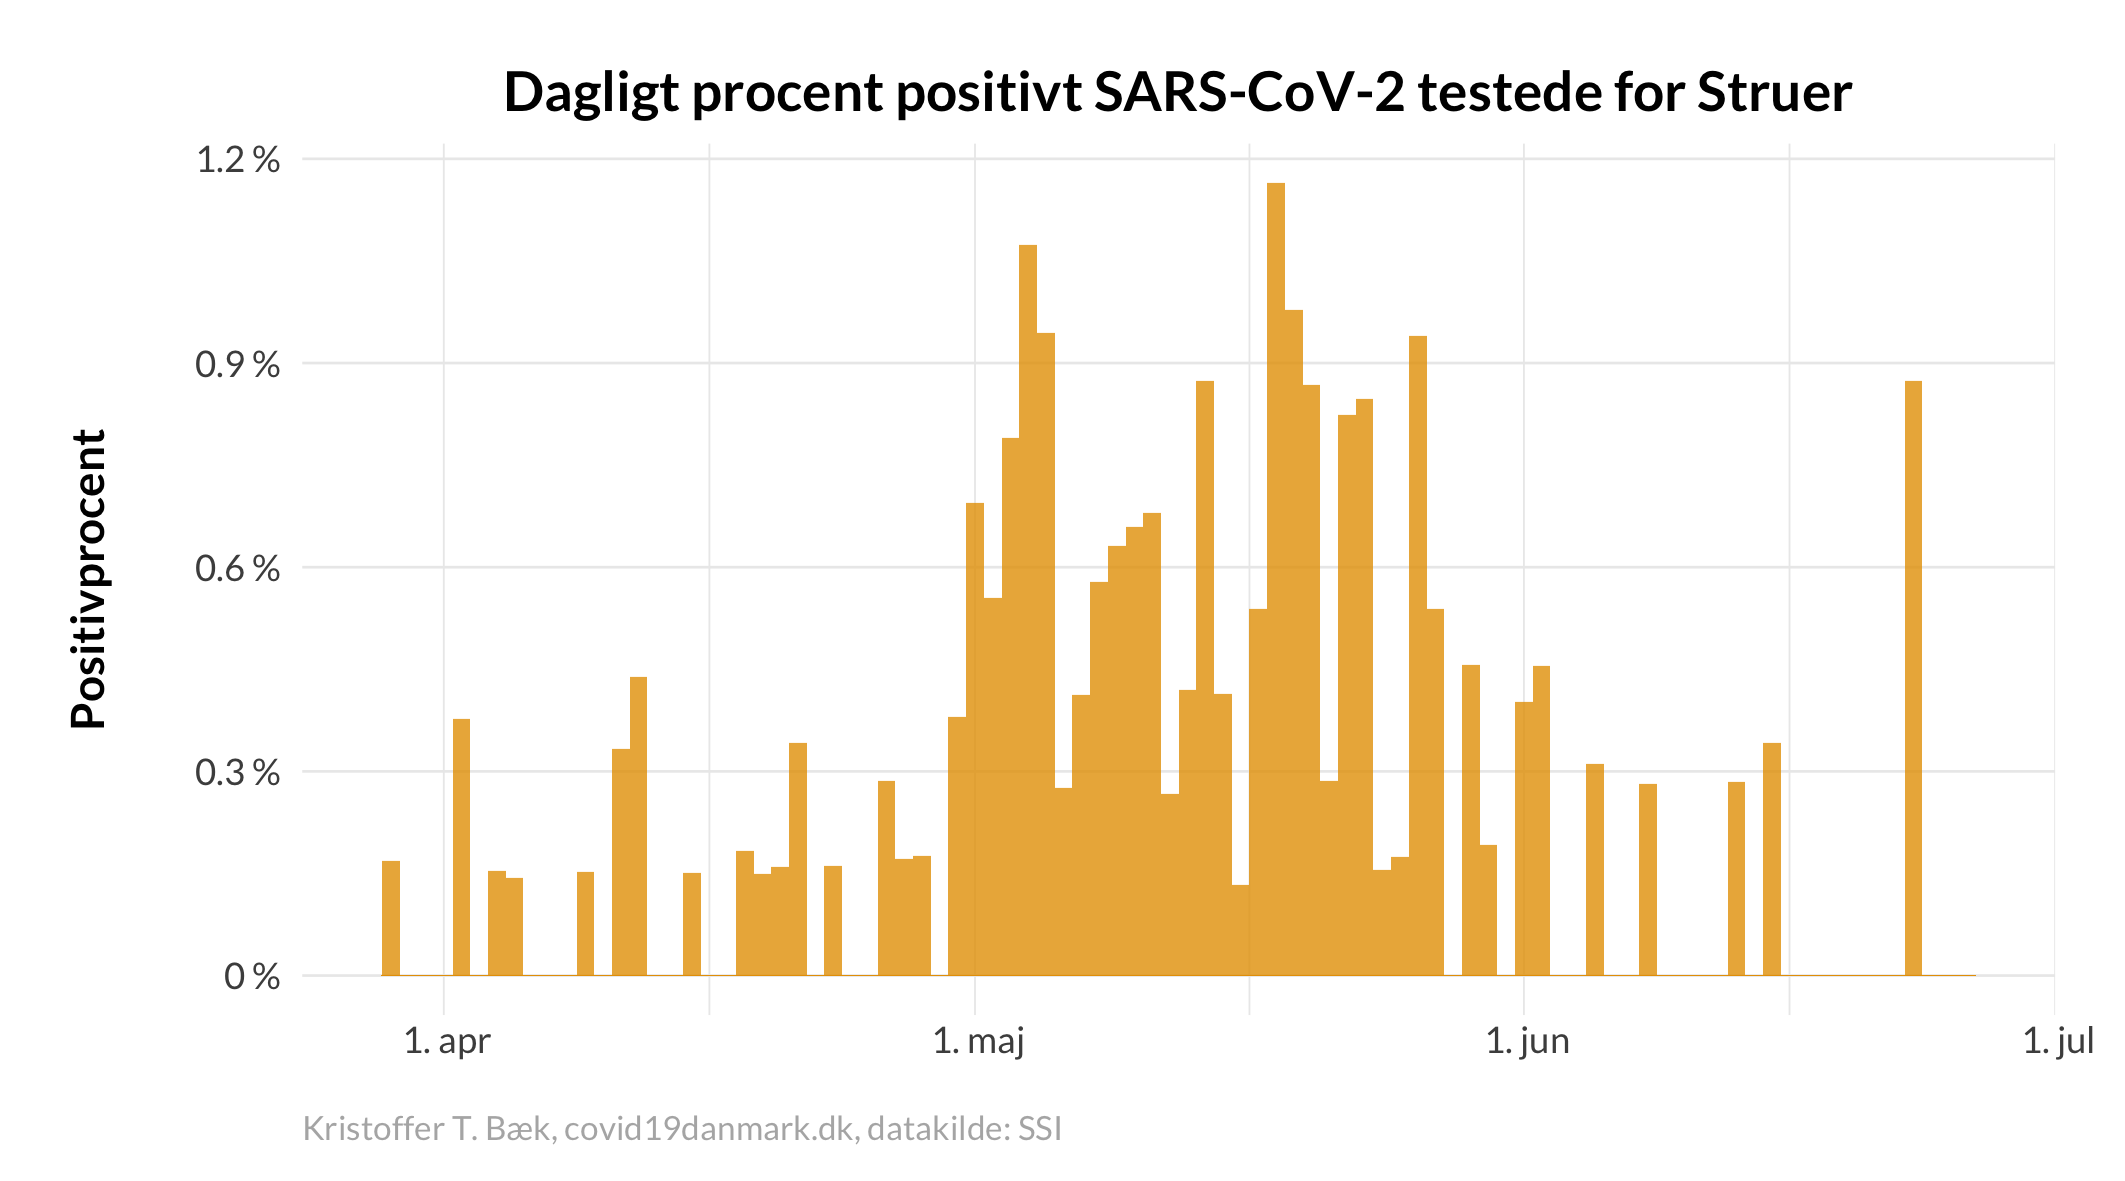 Dagligt procent positivt SARS-CoV-2 testede for Struer
Positivprocent
1.2 %
0.9 %
0.6 %
0.3 %
0 %
1. apr
1. maj
1. jun
1. jul
Kristoffer T. Bæk, covid19danmark.dk, datakilde: SSI